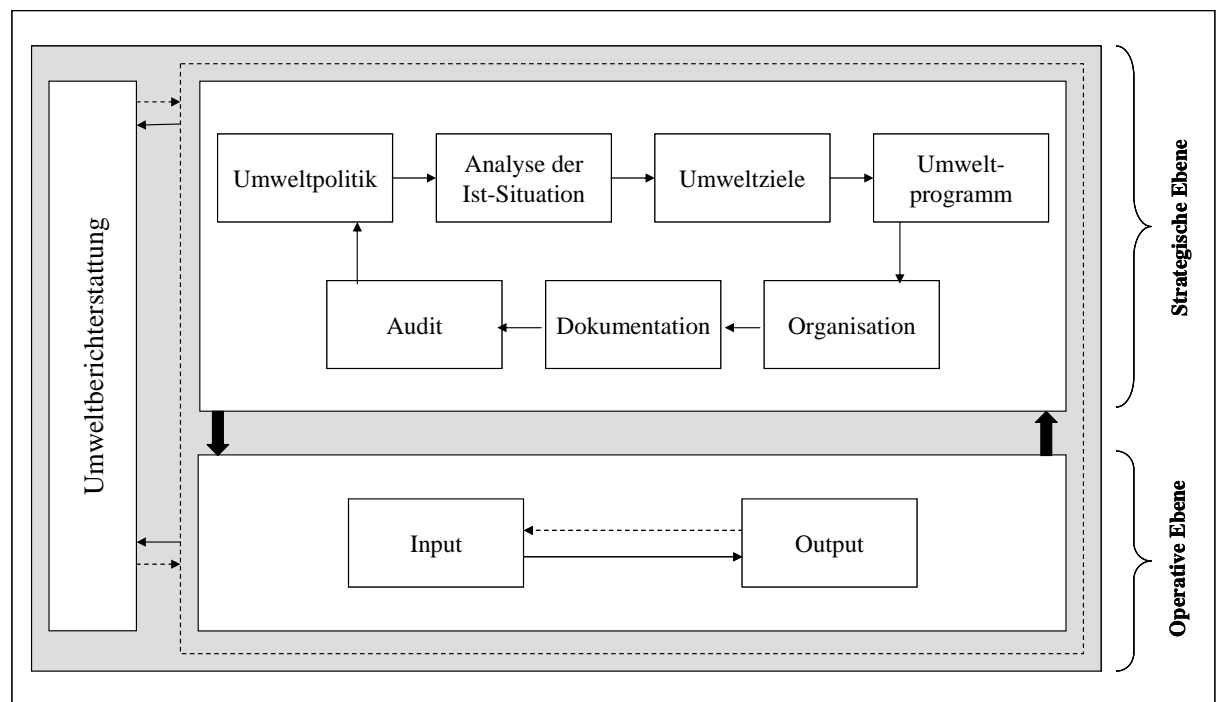 Umweltberichterstattung
Umweltpolitik
Analyse der
Ist-Situation
Umweltziele
Umwelt-
programm
Audit
Dokumentation
Organisation
Input
Output
Strategische Ebene
Operative Ebene